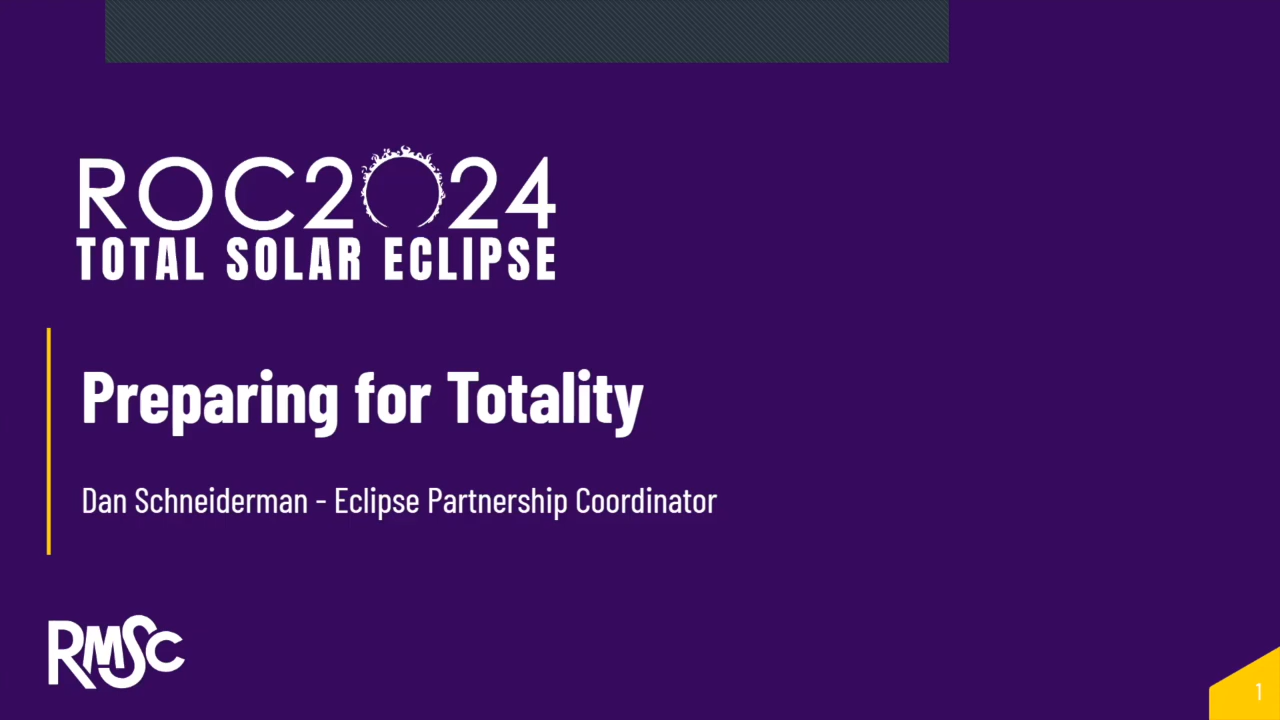 ROC2024
TOTAL SOLAR ECLIPSE
Preparing for Totality
Dan Schneiderman - Eclipse Partnership Coordinator
RMSC
1